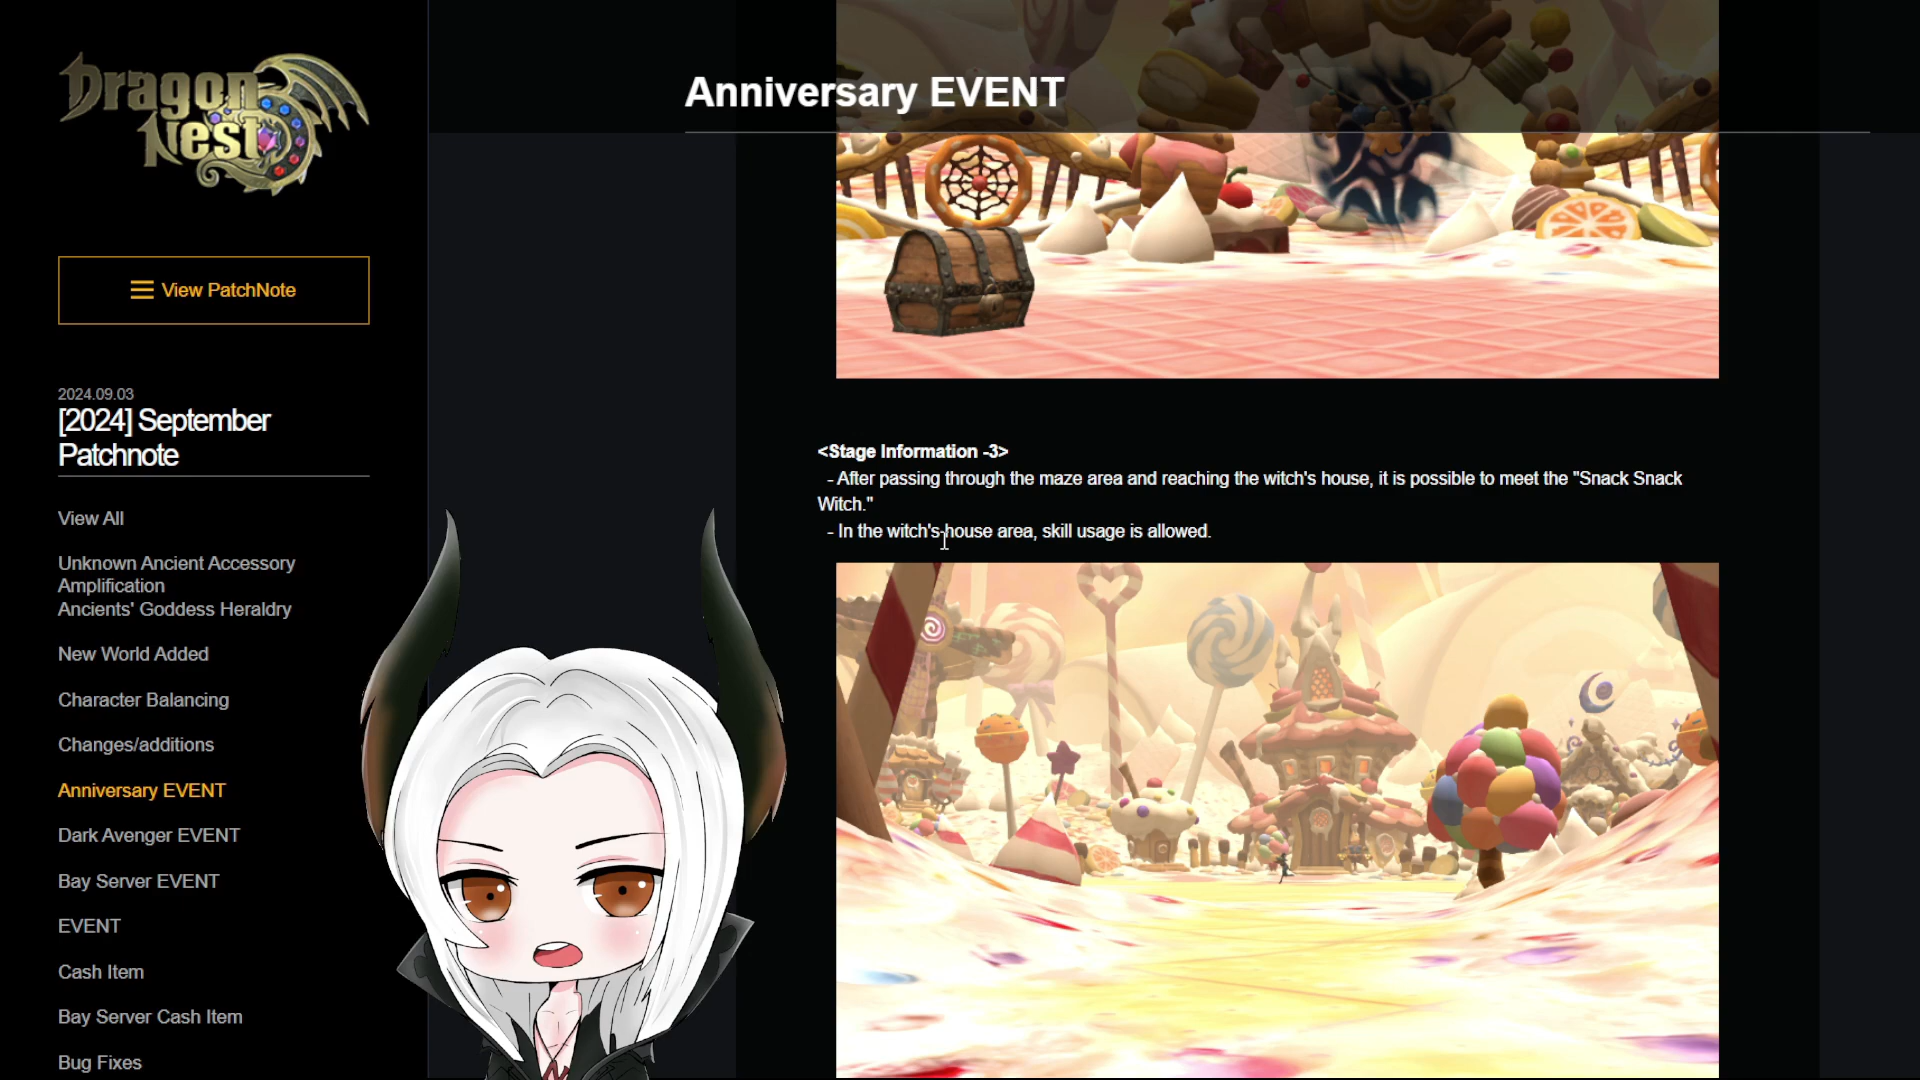 Dragon
Nest
View PatchNote
2024.09.03
[2024] September
Patchnote
View All
Unknown Ancient Accessory
Amplification
Ancients' Goddess Heraldry
New World Added
Character Balancing
Changes/additions
Anniversary EVENT
Dark Avenger EVENT
Bay Server EVENT
EVENT
Cash Item
Bay Server Cash Item
Bug Fixes
Anniversary EVENT
<Stage Information -3>
- After passing through the maze area and reaching the witch's house, it is possible to meet the "Snack Snack
Witch."
- In the witch's house area, skill usage is allowed.